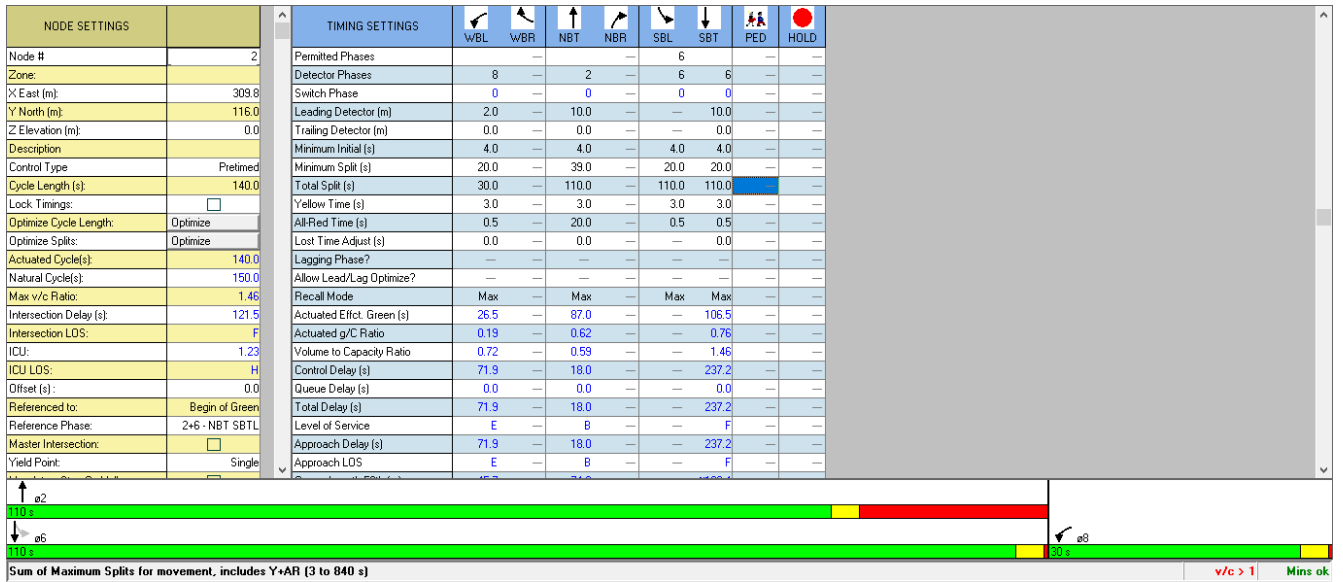 NODE SETTINGS
Node # 2
Zone:
X East (m): 309.8
Y North (m): 116.0
Z Elevation (m): 0.0
Description
Control Type Pretimed
Cycle Length (s): 140.0
Lock Timings:
Optimize Cycle Length: Optimize
Optimize Splits: Optimize
Actuated Cycle(s): 140.0
Natural Cycle(s): 150.0
Max v/c Ratio: 1.46
Intersection Delay (s): 121.5
Intersection LOS: F
ICU: 1.23
ICU LOS: H
Offset (s) : 0.0
Referenced to: Begin of Green
Reference Phase: 2+6 - NBT SBTL
Master Intersection:
Yield Point: Single
TIMING SETTINGS WBL WBR NBT NBR SBL SBT PED HOLD
Permitted Phases — — 6 — —
Detector Phases 8 — 2 — 6 6 — —
Switch Phase 0 — 0 — 0 0 — —
Leading Detector (m) 2.0 — 10.0 — — 10.0 — —
Trailing Detector (m) 0.0 — 0.0 — — 0.0 — —
Minimum Initial (s) 4.0 — 4.0 — 4.0 4.0 — —
Minimum Split (s) 20.0 — 39.0 — 20.0 20.0 — —
Total Split (s) 30.0 — 110.0 — 110.0 110.0 — —
Yellow Time (s) 3.0 — 3.0 — 3.0 3.0 — —
All-Red Time (s) 0.5 — 20.0 — 0.5 0.5 — —
Lost Time Adjust (s) 0.0 — 0.0 — — 0.0 — —
Lagging Phase? — — — — — — — —
Allow Lead/Lag Optimize? — — — — — — — —
Recall Mode Max — Max — Max Max — —
Actuated Effct. Green (s) 26.5 — 87.0 — — 106.5 — —
Actuated g/C Ratio 0.19 — 0.62 — — 0.76 — —
Volume to Capacity Ratio 0.72 — 0.59 — — 1.46 — —
Control Delay (s) 71.9 — 18.0 — — 237.2 — —
Queue Delay (s) 0.0 — 0.0 — — 0.0 — —
Total Delay (s) 71.9 — 18.0 — — 237.2 — —
Level of Service E — B — — F — —
Approach Delay (s) 71.9 — 18.0 — — 237.2 — —
Approach LOS E — B — — F — —
ø2
110 s
ø6
110 s
ø8
30 s
Sum of Maximum Splits for movement, includes Y+AR (3 to 840 s) v/c > 1 Mins ok